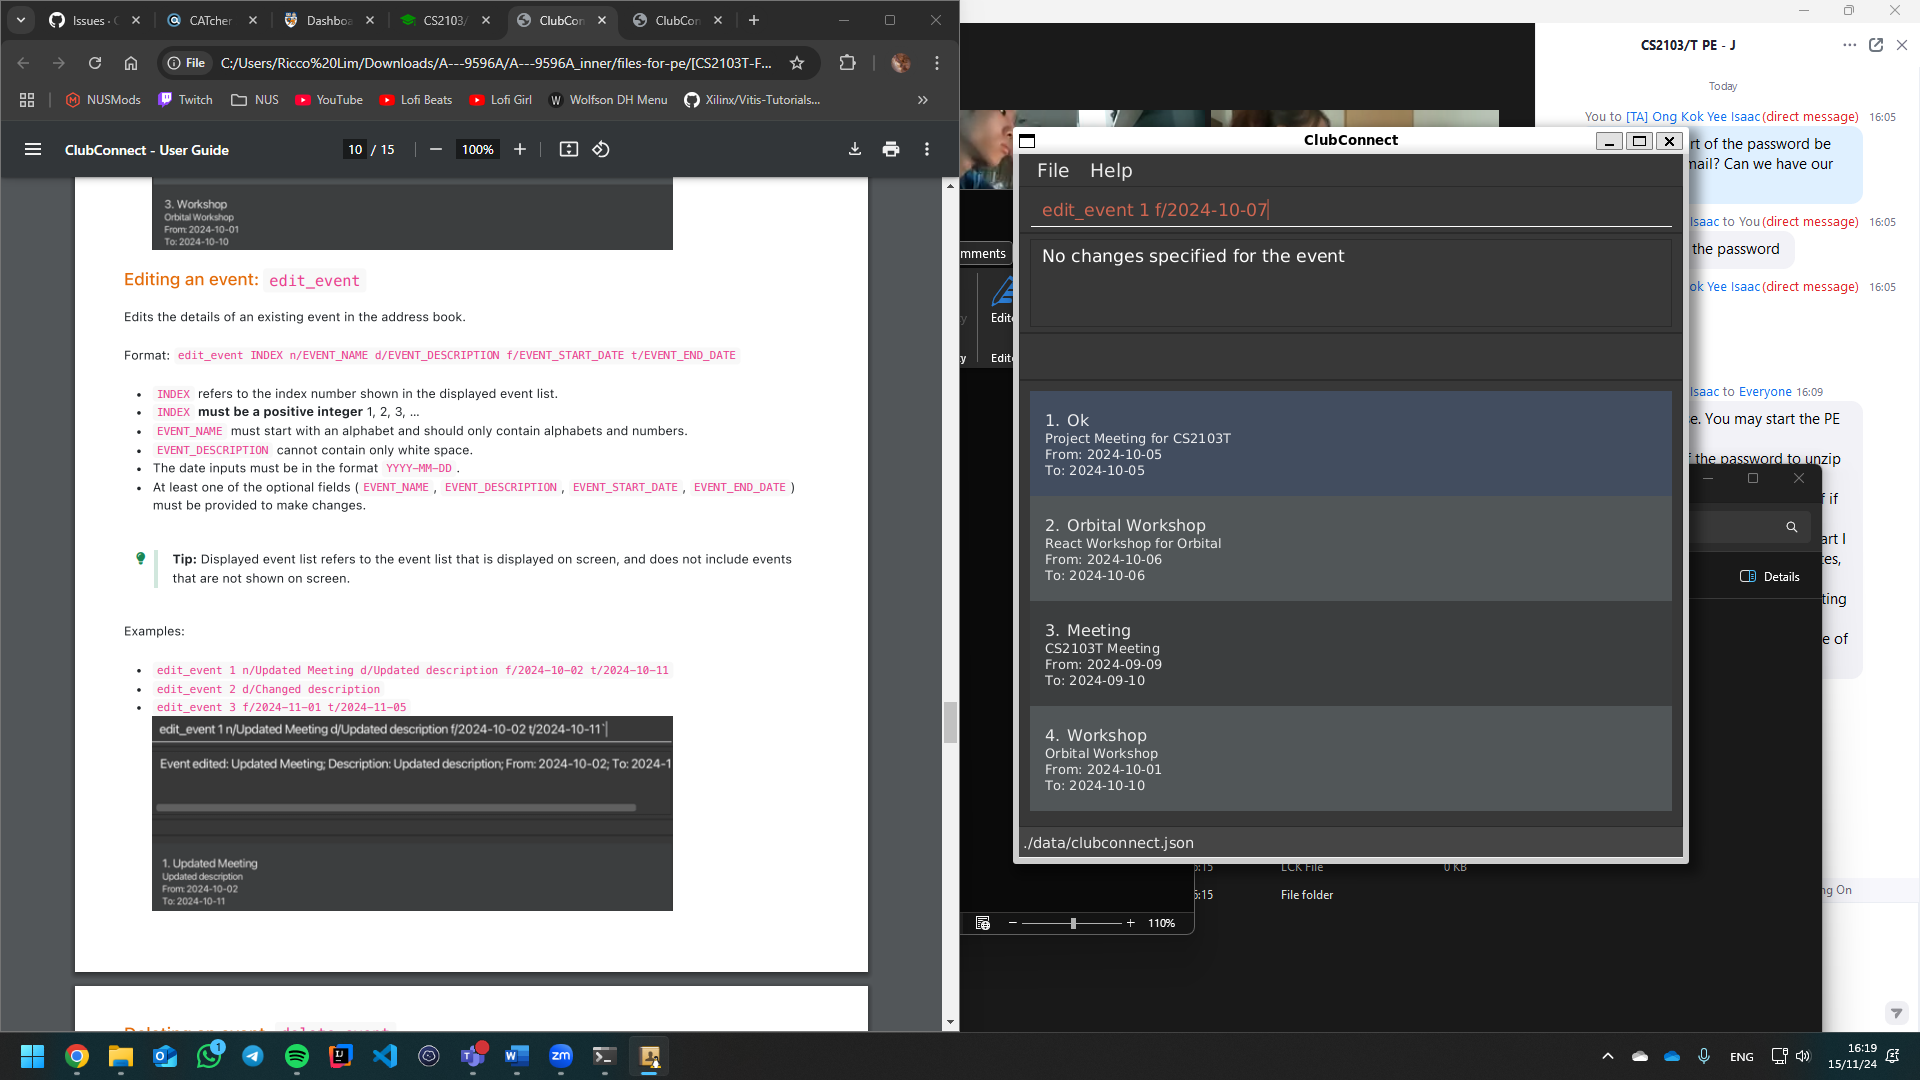 Issues · C
CATcher
Dashboa
CS2103/
ClubCon
ClubCon
File
C:/Users/Ricco%20Lim/Downloads/A---9596A/A---9596A_inner/files-for-pe/[CS2103T-F...
NUSMods
Twitch
NUS
YouTube
Lofi Beats
Lofi Girl
Wolfson DH Menu
Xilinx/Vitis-Tutorials...
ClubConnect - User Guide
10 / 15
100%
3. Workshop
Orbital Workshop
From: 2024-10-01
To: 2024-10-10
Editing an event: edit_event
Edits the details of an existing event in the address book.
Format: edit_event INDEX n/EVENT_NAME d/EVENT_DESCRIPTION f/EVENT_START_DATE t/EVENT_END_DATE
• INDEX refers to the index number shown in the displayed event list.
• INDEX must be a positive integer 1, 2, 3, ...
• EVENT_NAME must start with an alphabet and should only contain alphabets and numbers.
• EVENT_DESCRIPTION cannot contain only white space.
• The date inputs must be in the format YYYY-MM-DD .
• At least one of the optional fields ( EVENT_NAME , EVENT_DESCRIPTION , EVENT_START_DATE , EVENT_END_DATE )
must be provided to make changes.
Tip: Displayed event list refers to the event list that is displayed on screen, and does not include events
that are not shown on screen.
Examples:
• edit_event 1 n/Updated Meeting d/Updated description f/2024-10-02 t/2024-10-11
• edit_event 2 d/Changed description
• edit_event 3 f/2024-11-01 t/2024-11-05
edit_event 1 n/Updated Meeting d/Updated description f/2024-10-02 t/2024-10-11`
Event edited: Updated Meeting; Description: Updated description; From: 2024-10-02; To: 2024-1
1. Updated Meeting
Updated description
From: 2024-10-02
To: 2024-10-11
Deleting an event: delete_event
ClubConnect
File Help
edit_event 1 f/2024-10-07
No changes specified for the event
1. Ok
Project Meeting for CS2103T
From: 2024-10-05
To: 2024-10-05
2. Orbital Workshop
React Workshop for Orbital
From: 2024-10-06
To: 2024-10-06
3. Meeting
CS2103T Meeting
From: 2024-09-09
To: 2024-09-10
4. Workshop
Orbital Workshop
From: 2024-10-01
To: 2024-10-10
./data/clubconnect.json
mments
Edito
Edit
LCK File
0 KB
File folder
110%
Details
CS2103/T PE - J
Today
You to [TA] Ong Kok Yee Isaac (direct message) 16:05
rt of the password be
mail? Can we have our
Isaac to You (direct message) 16:05
the password
ok Yee Isaac (direct message) 16:05
Isaac to Everyone 16:09
e. You may start the PE
f the password to unzip
f if
art I
tes,
ting
e of
ng On
1
ENG
16:19
15/11/24